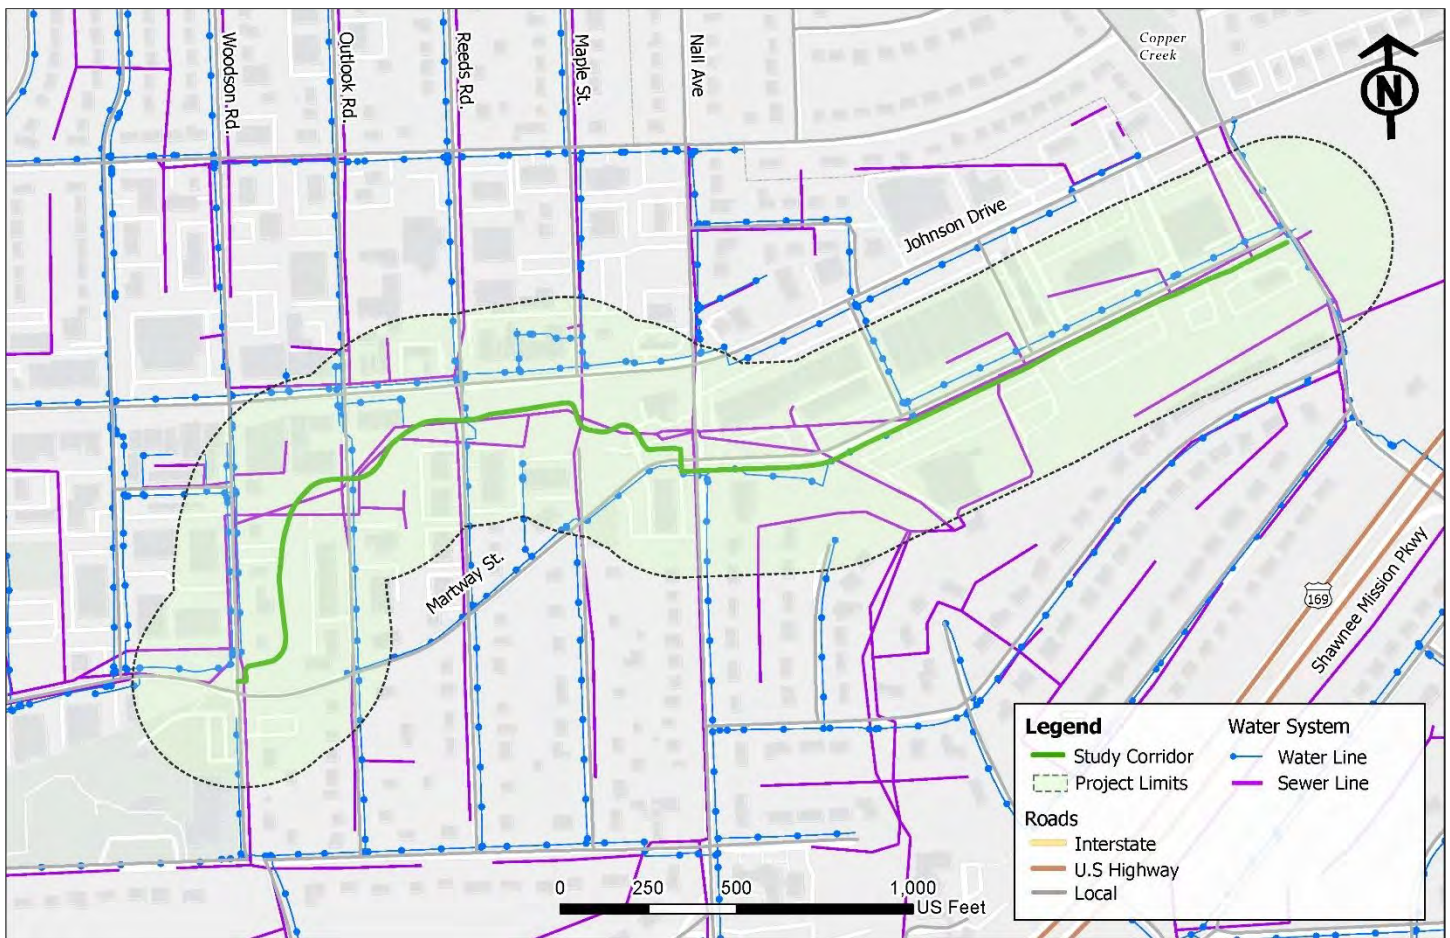 Woodson Rd.
Outlook Rd.
Reeds Rd.
Maple St.
Nall Ave
Copper
Creek
N
Johnson Drive
Martway St.
169
Shawnee Mission Pkwy
Legend
Study Corridor
Project Limits
Roads
Interstate
U.S Highway
Local
Water System
Water Line
Sewer Line
0 250 500 1,000
US Feet